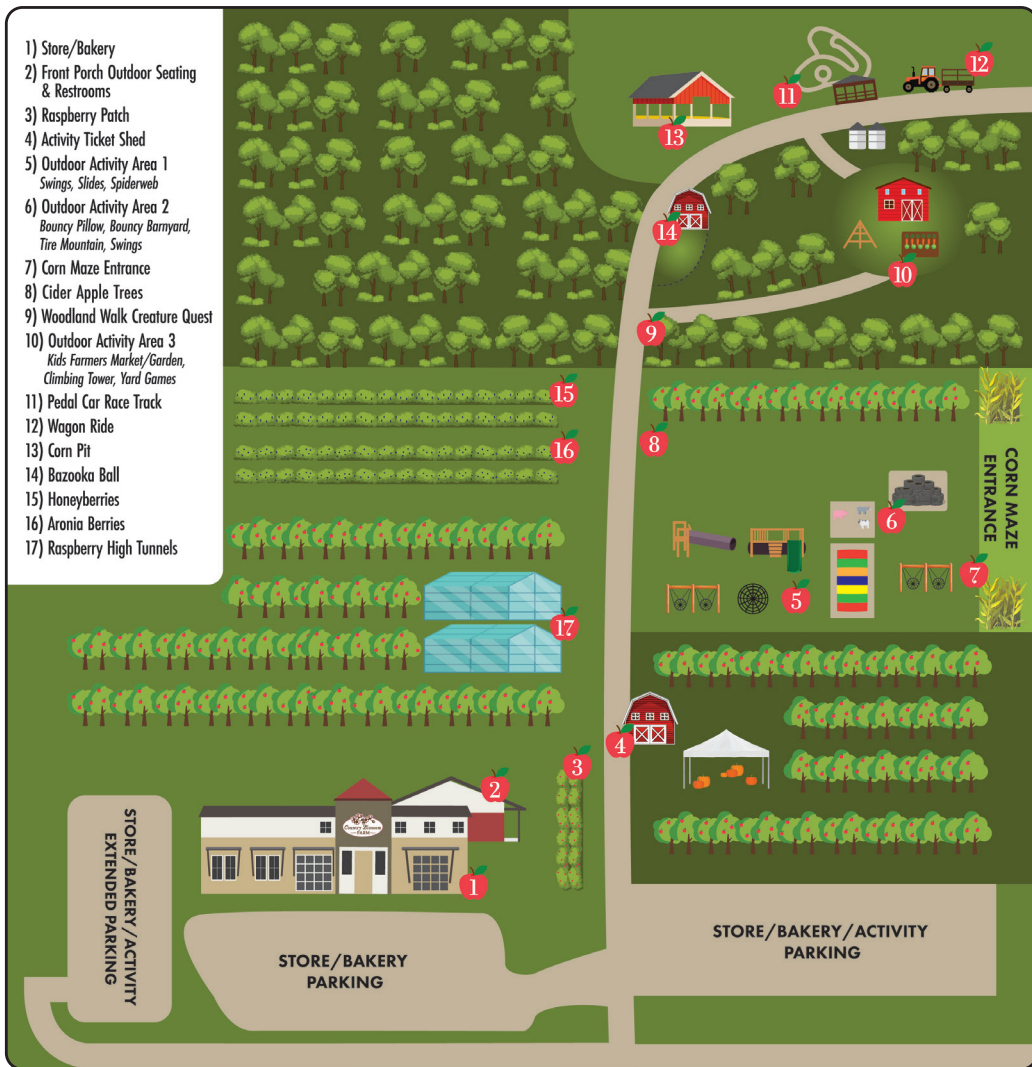 1) Store/Bakery
2) Front Porch Outdoor Seating
& Restrooms
3) Raspberry Patch
4) Activity Ticket Shed
5) Outdoor Activity Area 1
Swings, Slides, Spiderweb
6) Outdoor Activity Area 2
Bouncy Pillow, Bouncy Barnyard,
Tire Mountain, Swings
7) Corn Maze Entrance
8) Cider Apple Trees
9) Woodland Walk Creature Quest
10) Outdoor Activity Area 3
Kids Farmers Market/Garden,
Climbing Tower, Yard Games
11) Pedal Car Race Track
12) Wagon Ride
13) Corn Pit
14) Bazooka Ball
15) Honeyberries
16) Aronia Berries
17) Raspberry High Tunnels
12
11
13
14
10
9
15
8
16
CORN MAZE
ENTRANCE
6
7
5
17
4
3
2
Country Blossom
FARM
1
STORE/BAKERY/ACTIVITY
EXTENDED PARKING
STORE/BAKERY
PARKING
STORE/BAKERY/ACTIVITY
PARKING